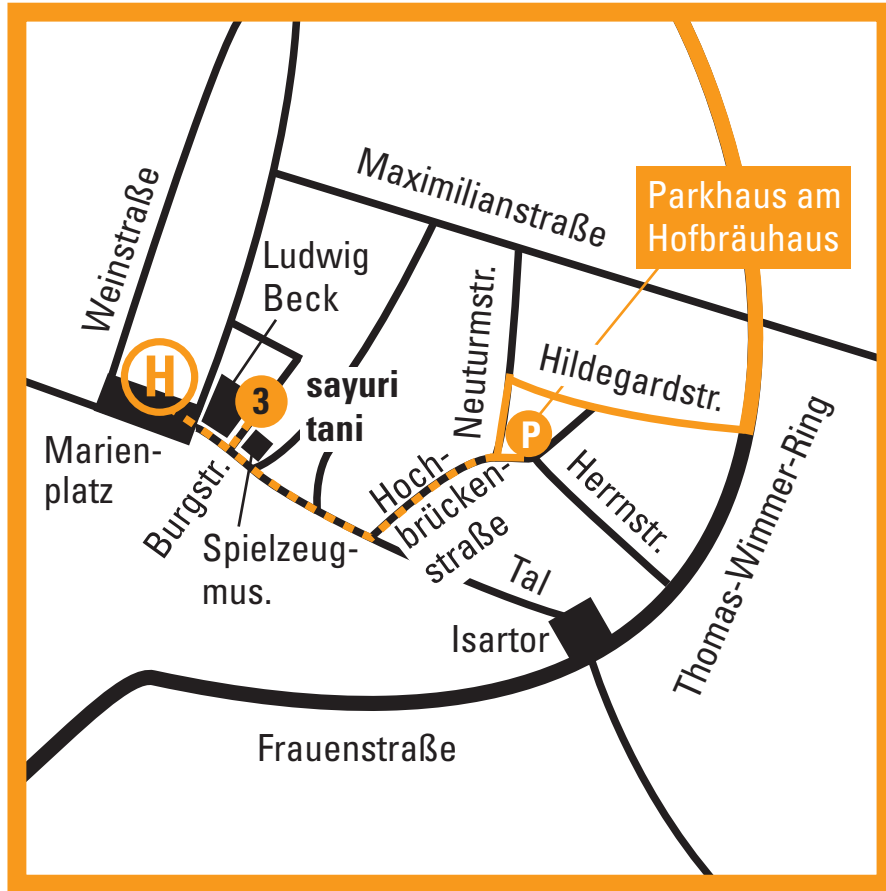 Maximilianstraße
Parkhaus am
Hofbräuhaus
Weinstraße
Ludwig
Beck
Neuturmstr.
Hildegardstr.
H
3
sayuri
tani
P
Marien-
platz
Burgstr.
Hoch-
brücken-
straße
Herrnstr.
Thomas-Wimmer-Ring
Spielzeug-
mus.
Tal
Isartor
Frauenstraße